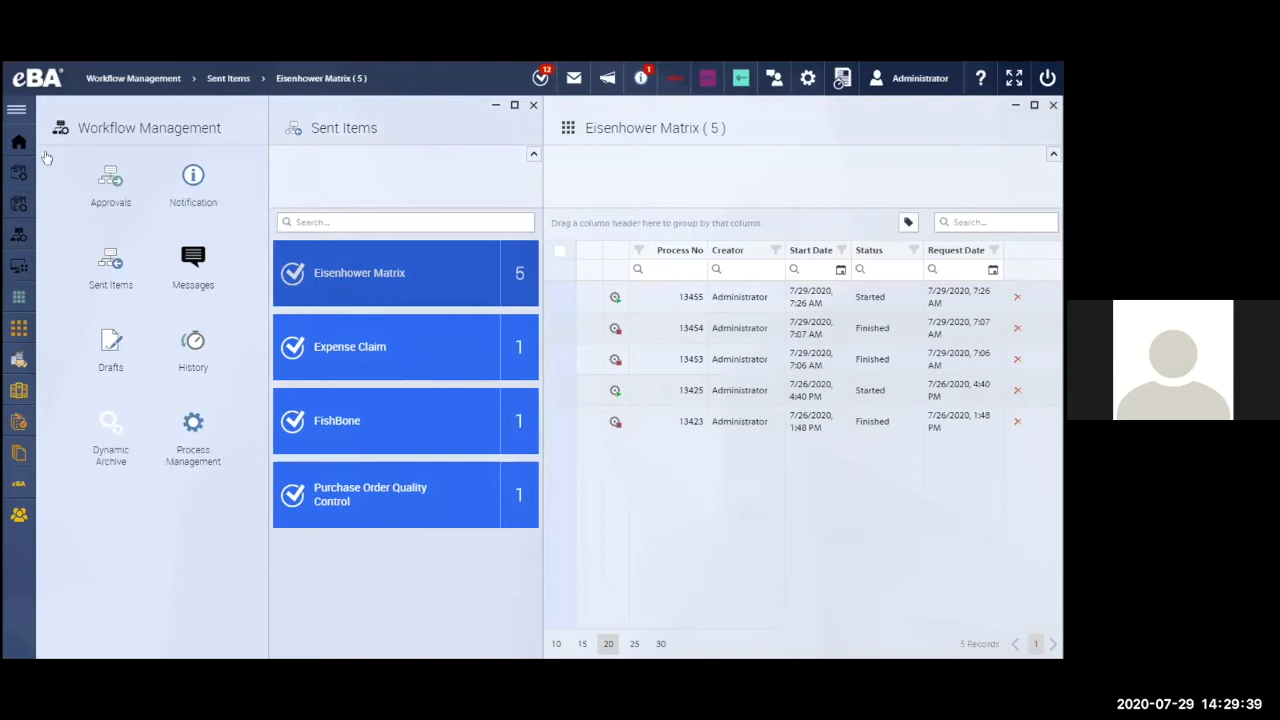 eBA
Workflow Management > Sent Items > Eisenhower Matrix ( 5 )
12
1
Administrator
?
Workflow Management
Approvals
Notification
Sent Items
Messages
Drafts
History
Dynamic
Archive
Process
Management
eBA
Sent Items
Search...
Eisenhower Matrix 5
Expense Claim 1
FishBone 1
Purchase Order Quality
Control 1
Eisenhower Matrix ( 5 )
Drag a column header here to group by that column
Search...
Process No Creator Start Date Status Request Date
13455 Administrator 7/29/2020, 7:26 AM Started 7/29/2020, 7:26 AM
13454 Administrator 7/29/2020, 7:07 AM Finished 7/29/2020, 7:07 AM
13453 Administrator 7/29/2020, 7:06 AM Finished 7/29/2020, 7:06 AM
13425 Administrator 7/26/2020, 4:40 PM Started 7/26/2020, 4:40 PM
13423 Administrator 7/26/2020, 1:48 PM Finished 7/26/2020, 1:48 PM
10 15 20 25 30
5 Records
1
2020-07-29 14:29:39